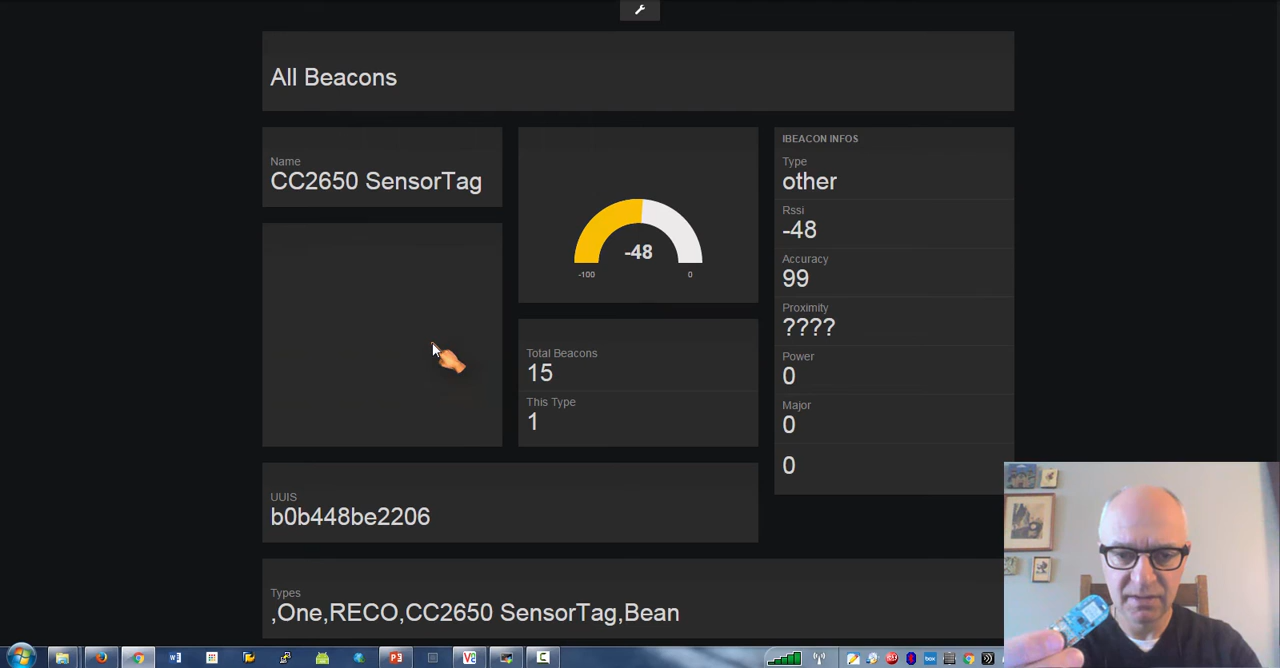 All Beacons
Name
CC2650 SensorTag
-48
-100
0
Total Beacons
15
This Type
1
IBEACON INFOS
Type
other
Rssi
-48
Accuracy
99
Proximity
????
Power
0
Major
0
0
UUIS
b0b448be2206
Types
,One,RECO,CC2650 SensorTag,Bean